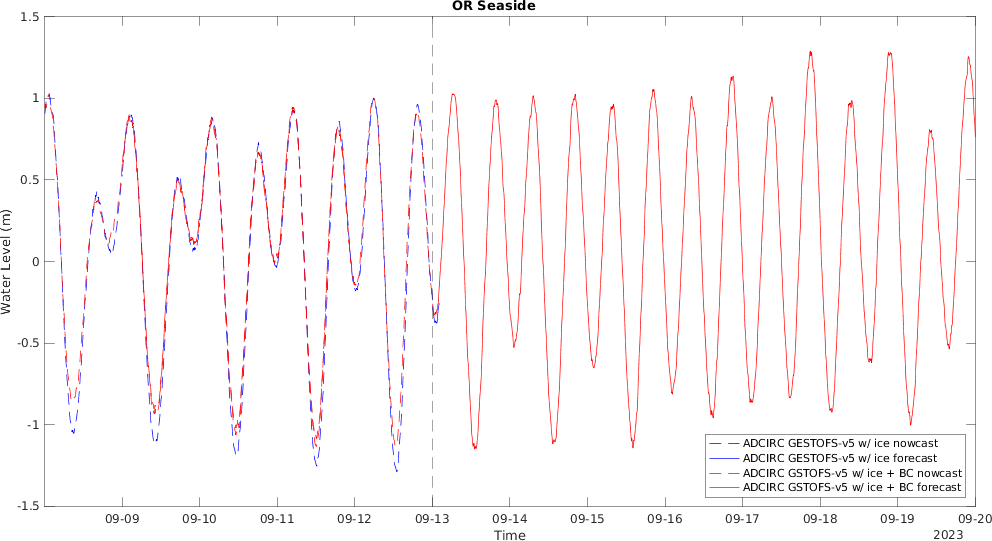 OR Seaside
1.5
1
0.5
0
-0.5
-1
-1.5
Water Level (m)
09-09 09-10 09-11 09-12 09-13 09-14 09-15 09-16 09-17 09-18 09-19 09-20
Time
2023
ADCIRC GESTOFS-v5 w/ ice nowcast
ADCIRC GESTOFS-v5 w/ ice forecast
ADCIRC GSTOFS-v5 w/ ice + BC nowcast
ADCIRC GSTOFS-v5 w/ ice + BC forecast